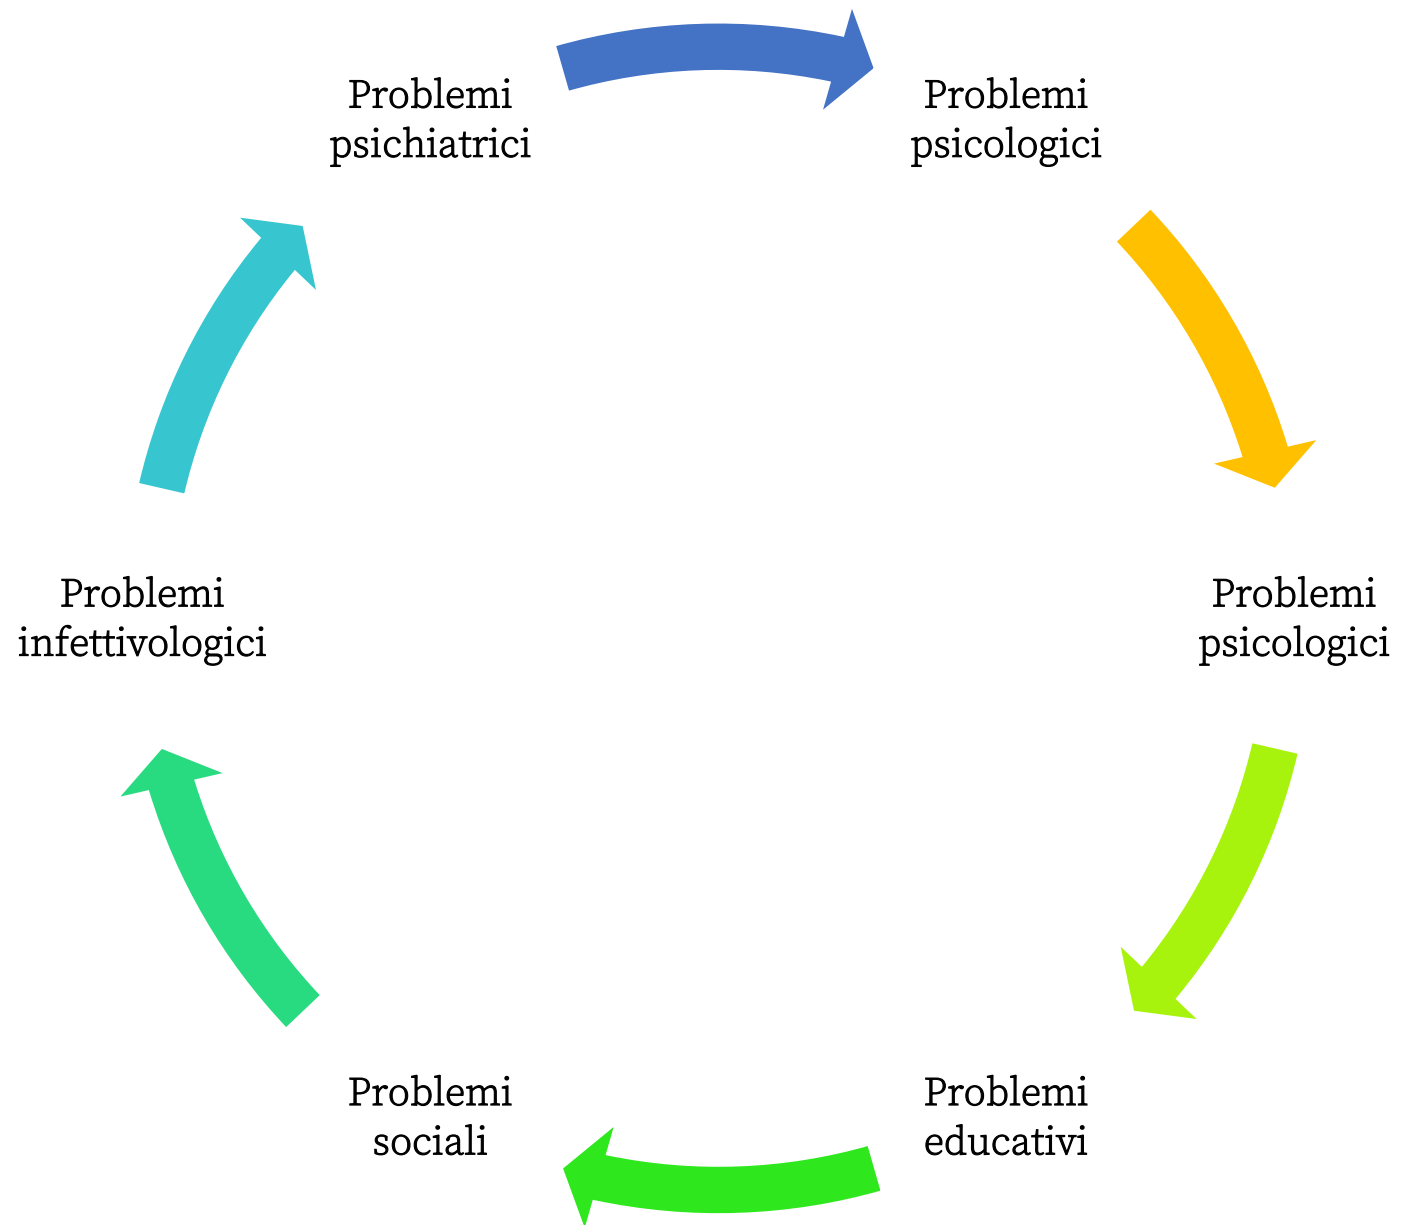 Problemi
psichiatrici
Problemi
psicologici
Problemi
psicologici
Problemi
educativi
Problemi
sociali
Problemi
infettivologici